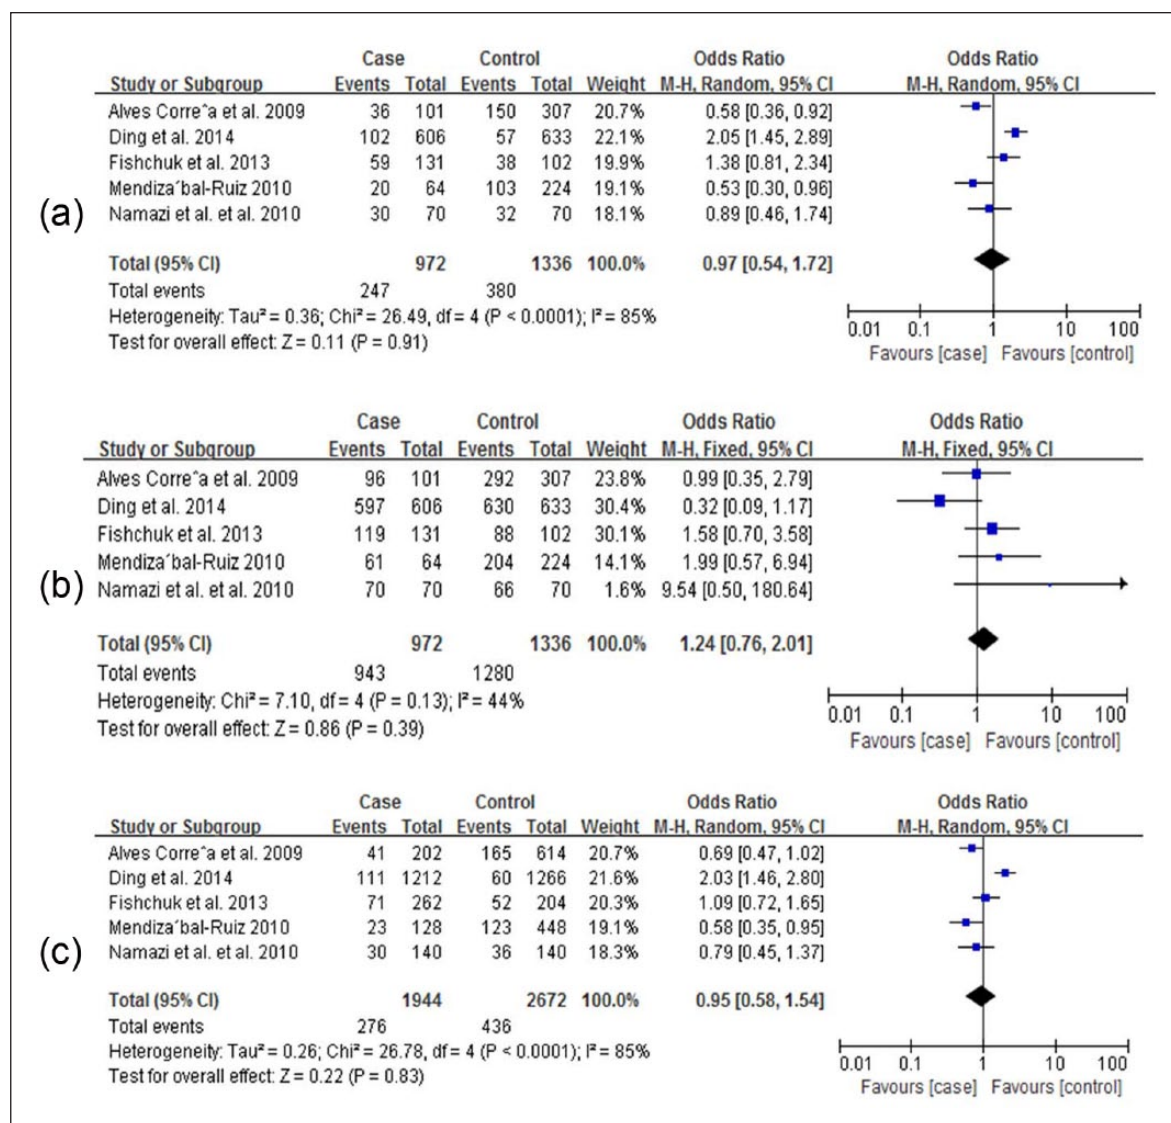 Case Control Odds Ratio Odds Ratio
Study or Subgroup Events Total Events Total Weight M-H, Random, 95% CI M-H, Random, 95% CI
Alves Corre^a et al. 2009 36 101 150 307 20.7% 0.58 [0.36, 0.92]
Ding et al. 2014 102 606 57 633 22.1% 2.05 [1.45, 2.89]
Fishchuk et al. 2013 59 131 38 102 19.9% 1.38 [0.81, 2.34]
Mendiza´bal-Ruiz 2010 20 64 103 224 19.1% 0.53 [0.30, 0.96]
(a)
Namazi et al. et al. 2010 30 70 32 70 18.1% 0.89 [0.46, 1.74]
Total (95% CI) 972 1336 100.0% 0.97 [0.54, 1.72]
Total events 247 380
Heterogeneity: Tau² = 0.36; Chi² = 26.49, df = 4 (P < 0.0001); I² = 85%
Test for overall effect: Z = 0.11 (P = 0.91)
0.01 0.1 1 10 100
Favours [case] Favours [control]
Case Control Odds Ratio Odds Ratio
Study or Subgroup Events Total Events Total Weight M-H, Fixed, 95% CI M-H, Fixed, 95% CI
Alves Corre^a et al. 2009 96 101 292 307 23.8% 0.99 [0.35, 2.79]
Ding et al. 2014 597 606 630 633 30.4% 0.32 [0.09, 1.17]
Fishchuk et al. 2013 119 131 88 102 30.1% 1.58 [0.70, 3.58]
Mendiza´bal-Ruiz 2010 61 64 204 224 14.1% 1.99 [0.57, 6.94]
(b)
Namazi et al. et al. 2010 70 70 66 70 1.6% 9.54 [0.50, 180.64]
Total (95% CI) 972 1336 100.0% 1.24 [0.76, 2.01]
Total events 943 1280
Heterogeneity: Chi² = 7.10, df = 4 (P = 0.13); I² = 44%
Test for overall effect: Z = 0.86 (P = 0.39)
0.01 0.1 1 10 100
Favours [case] Favours [control]
Case Control Odds Ratio Odds Ratio
Study or Subgroup Events Total Events Total Weight M-H, Random, 95% CI M-H, Random, 95% CI
Alves Corre^a et al. 2009 41 202 165 614 20.7% 0.69 [0.47, 1.02]
Ding et al. 2014 111 1212 60 1266 21.6% 2.03 [1.46, 2.80]
Fishchuk et al. 2013 71 262 52 204 20.3% 1.09 [0.72, 1.65]
Mendiza´bal-Ruiz 2010 23 128 123 448 19.1% 0.58 [0.35, 0.95]
(c)
Namazi et al. et al. 2010 30 140 36 140 18.3% 0.79 [0.45, 1.37]
Total (95% CI) 1944 2672 100.0% 0.95 [0.58, 1.54]
Total events 276 436
Heterogeneity: Tau² = 0.26; Chi² = 26.78, df = 4 (P < 0.0001); I² = 85%
Test for overall effect: Z = 0.22 (P = 0.83)
0.01 0.1 1 10 100
Favours [case] Favours [control]